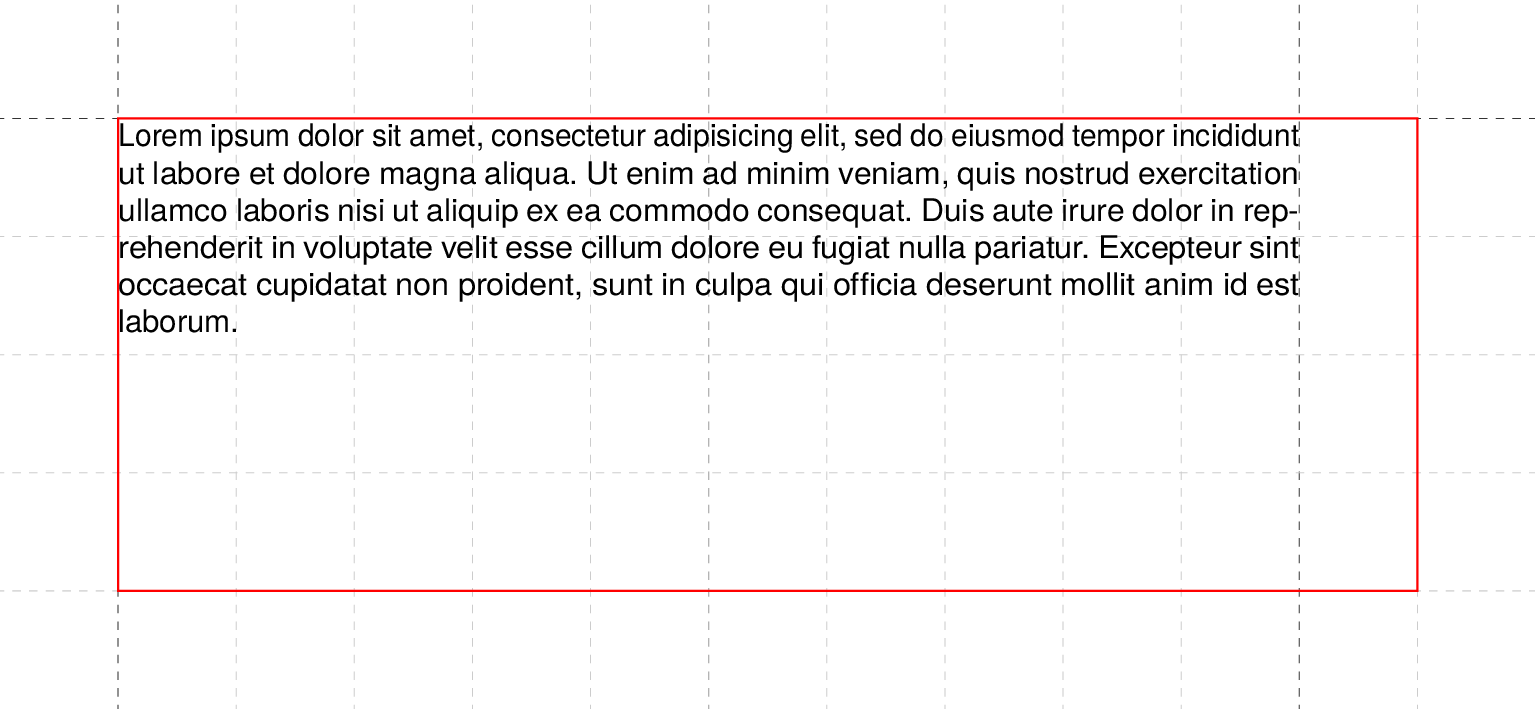 Lorem ipsum dolor sit amet, consectetur adipisicing elit, sed do eiusmod tempor incididunt
ut labore et dolore magna aliqua. Ut enim ad minim veniam, quis nostrud exercitation
ullamco laboris nisi ut aliquip ex ea commodo consequat. Duis aute irure dolor in rep-
rehenderit in voluptate velit esse cillum dolore eu fugiat nulla pariatur. Excepteur sint
occaecat cupidatat non proident, sunt in culpa qui officia deserunt mollit anim id est
laborum.